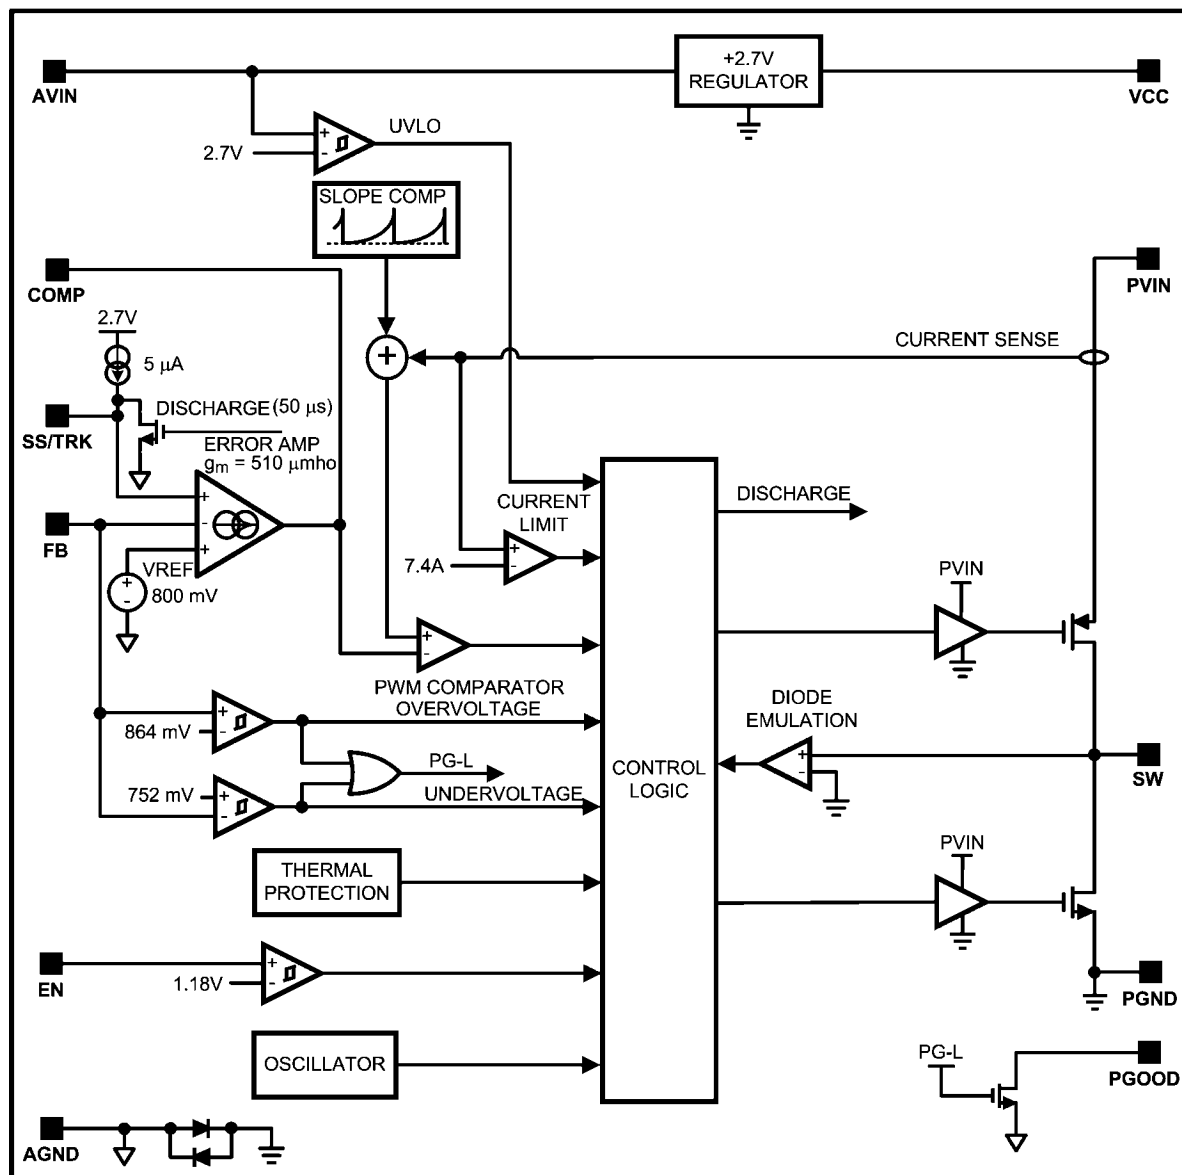 +2.7V
REGULATOR
AVIN
VCC
UVLO
+
-
2.7V
SLOPE COMP
COMP
PVIN
2.7V
+
CURRENT SENSE
5 μA
DISCHARGE (50 μs)
SS/TRK
ERROR AMP
gm = 510 μmho
+
-
+
FB
CURRENT
LIMIT
DISCHARGE
+
-
7.4A
VREF
+
-
800 mV
PVIN
+
-
PWM COMPARATOR
OVERVOLTAGE
+
-
864 mV
DIODE
EMULATION
+
-
SW
PG-L
CONTROL
LOGIC
752 mV
+
-
UNDERVOLTAGE
PVIN
THERMAL
PROTECTION
EN
+
-
1.18V
PGND
OSCILLATOR
PG-L
PGOOD
AGND